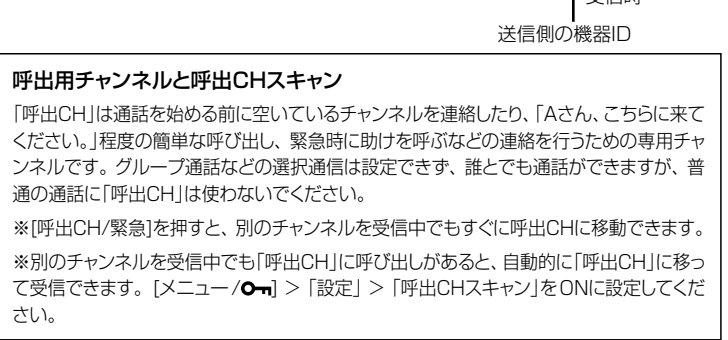 送信側の機器ID
呼出用チャンネルと呼出CHスキャン
「呼出CH」は通話を始める前に空いているチャンネルを連絡したり、「Aさん、こちらに来て
ください。」程度の簡単な呼び出し、緊急時に助けを呼ぶなどの連絡を行うための専用チャ
ンネルです。グループ通話などの選択通信は設定できず、誰とでも通話ができますが、普
通の通話に「呼出CH」は使わないでください。
※[呼出CH/緊急]を押すと、別のチャンネルを受信中でもすぐに呼出CHに移動できます。
※別のチャンネルを受信中でも「呼出CH」に呼び出しがあると、自動的に「呼出CH」に移っ
て受信できます。[メニュー/] > 「設定」 > 「呼出CHスキャン」をONに設定してくだ
さい。